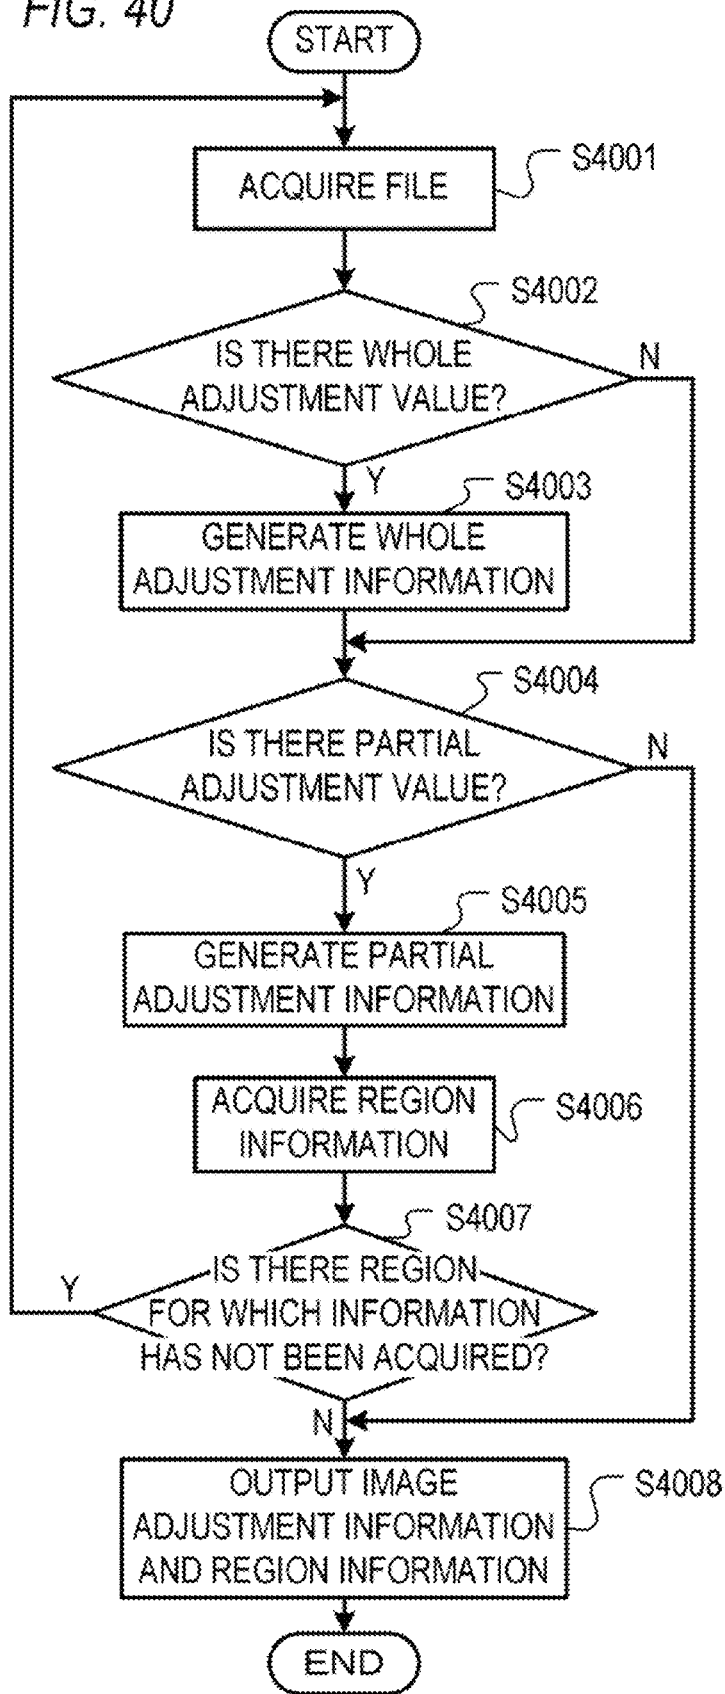 FIG. 40
START
ACQUIRE FILE
S4001
S4002
IS THERE WHOLE
ADJUSTMENT VALUE?
N
Y
S4003
GENERATE WHOLE
ADJUSTMENT INFORMATION
S4004
IS THERE PARTIAL
ADJUSTMENT VALUE?
N
Y
S4005
GENERATE PARTIAL
ADJUSTMENT INFORMATION
ACQUIRE REGION
INFORMATION
S4006
S4007
IS THERE REGION
FOR WHICH INFORMATION
HAS NOT BEEN ACQUIRED?
Y
N
OUTPUT IMAGE
ADJUSTMENT INFORMATION
AND REGION INFORMATION
S4008
END